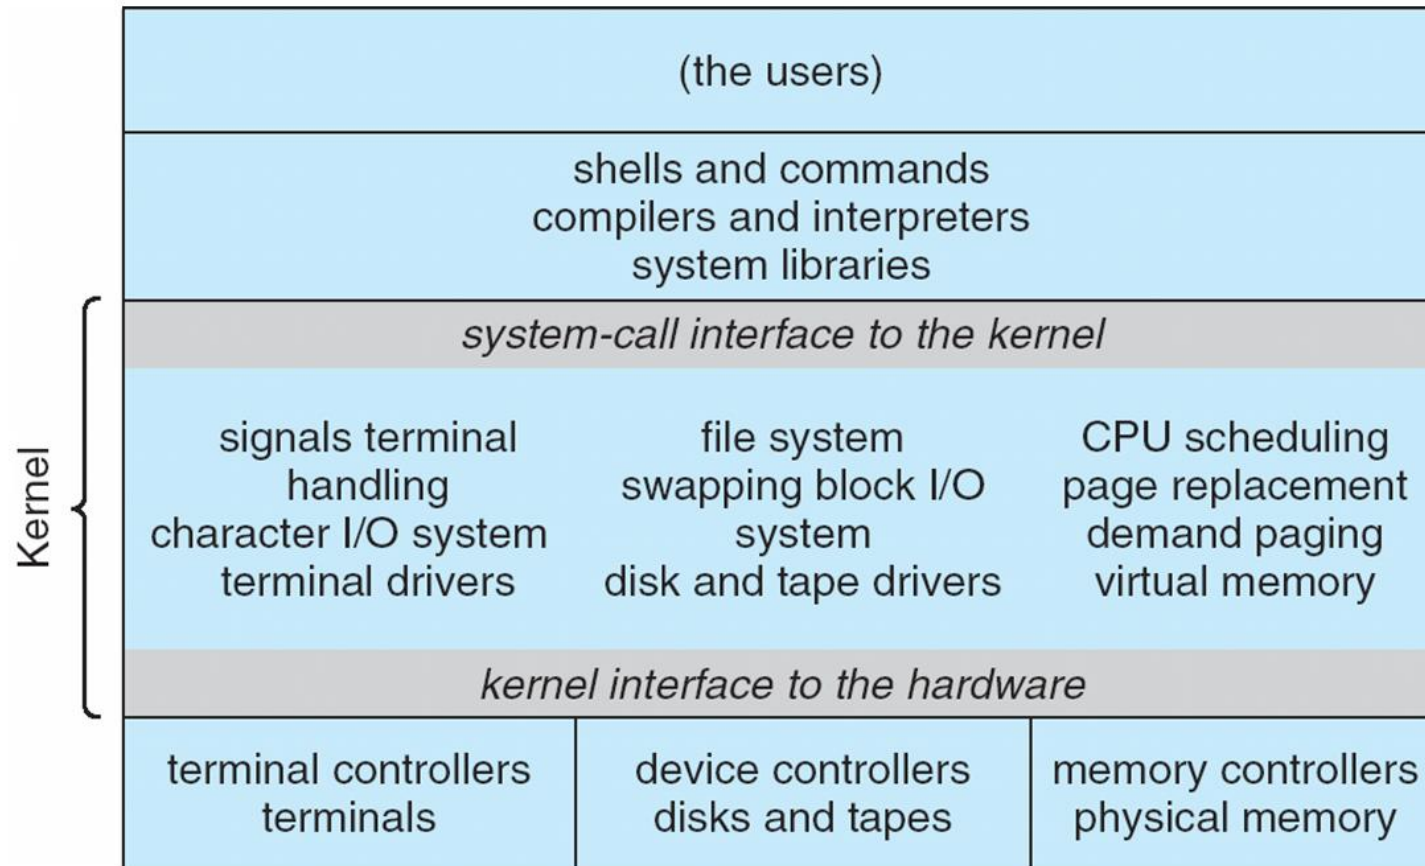 (the users)
shells and commands
compilers and interpreters
system libraries
Kernel
system-call interface to the kernel
signals terminal
handling
character I/O system
terminal drivers
file system
swapping block I/O
system
disk and tape drivers
CPU scheduling
page replacement
demand paging
virtual memory
kernel interface to the hardware
terminal controllers
terminals
device controllers
disks and tapes
memory controllers
physical memory